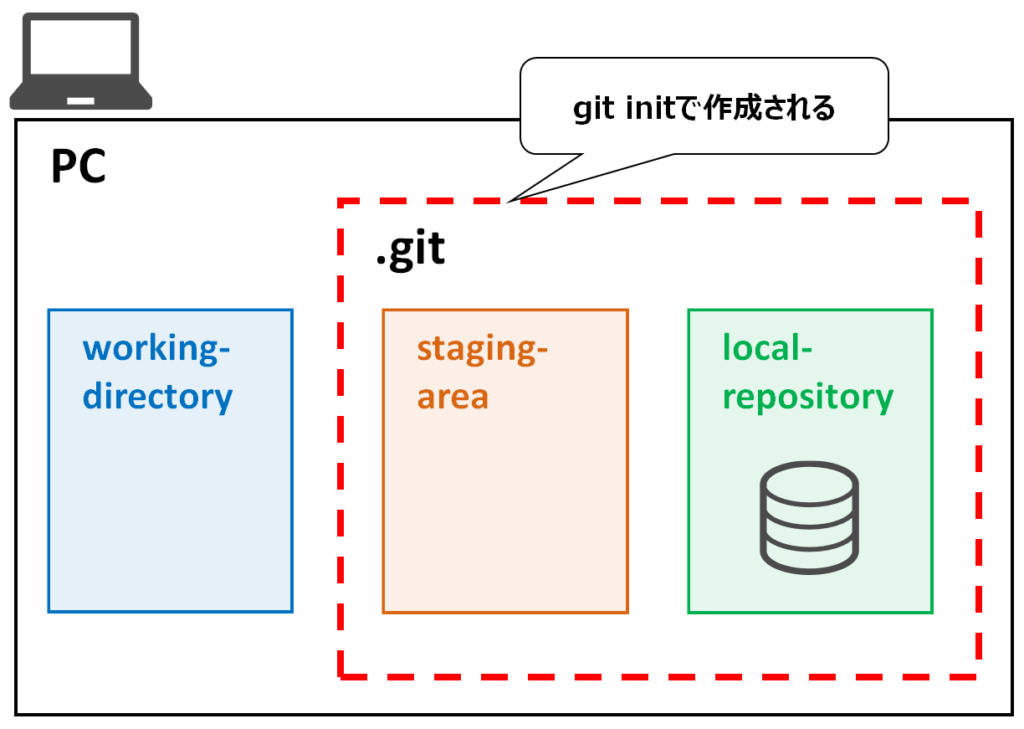 git initで作成される
PC
.git
working-
directory
staging-
area
local-
repository